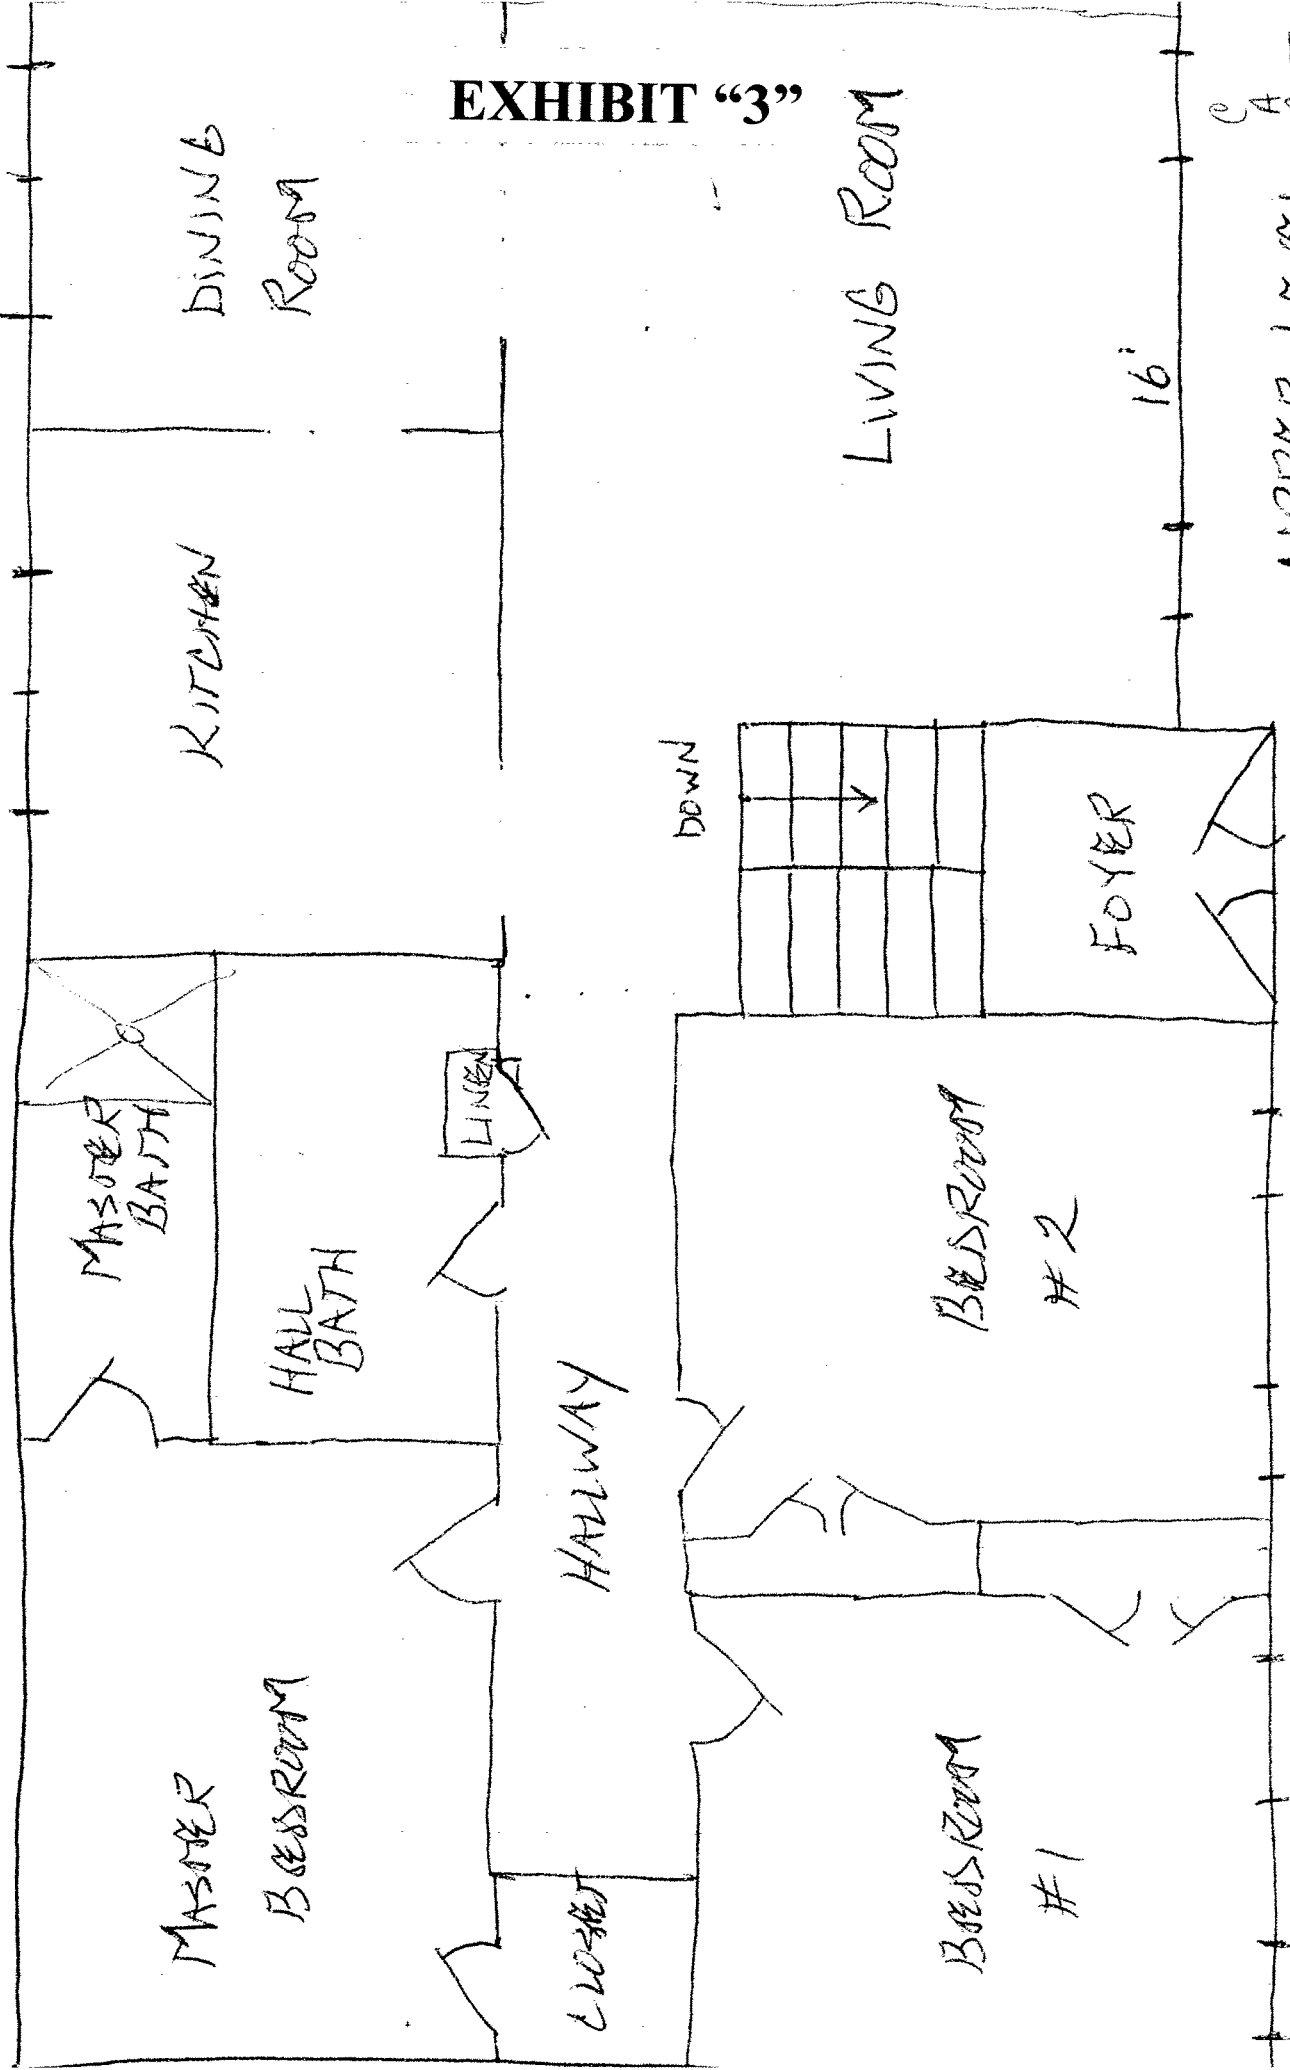 EXHIBIT “3”
DINING
ROOM
LIVING ROOM
KITCHEN
16'
DOWN
FOYER
MASTER
BATH
HALL
BATH
LINEN
HALLWAY
BEDROOM
#2
MASTER
BEDROOM
CLOSET
BEDROOM
#1